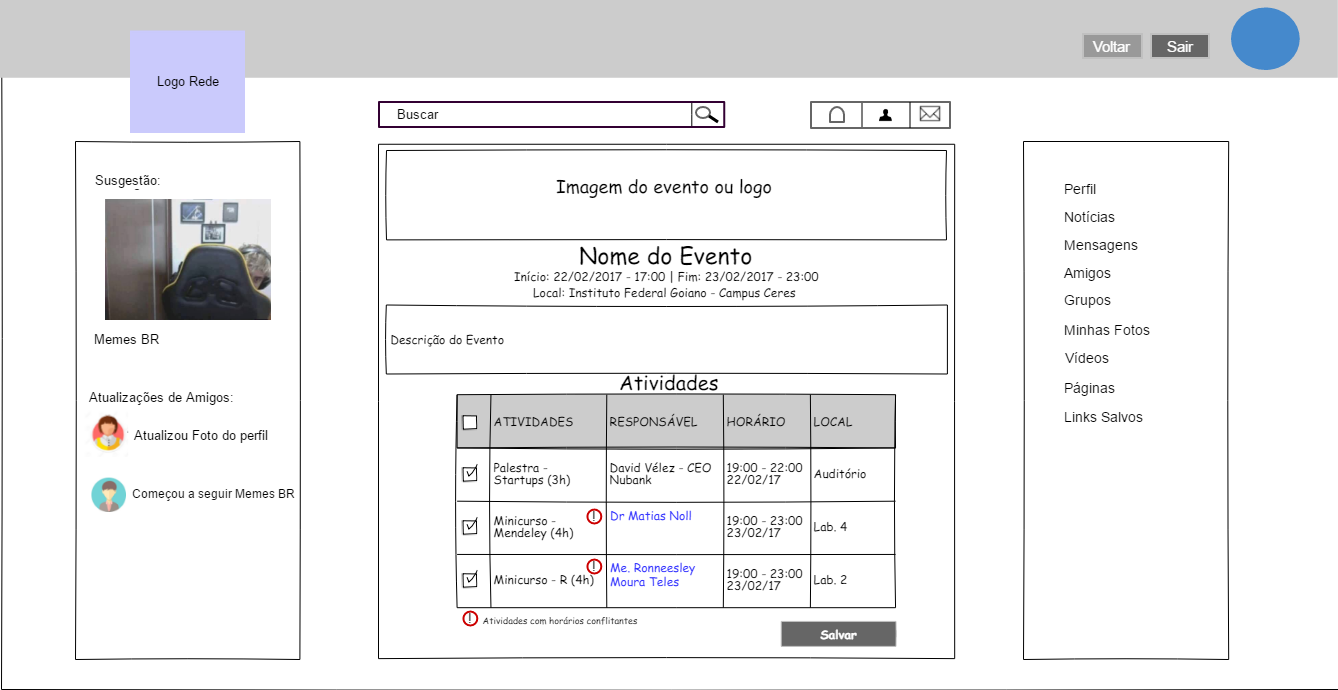 Voltar
Sair
Logo Rede
Buscar
Susgestão:
Memes BR
Atualizações de Amigos:
Atualizou Foto do perfil
Começou a seguir Memes BR
Imagem do evento ou logo
Nome do Evento
Início: 22/02/2017 - 17:00 | Fim: 23/02/2017 - 23:00
Local: Instituto Federal Goiano - Campus Ceres
Descrição do Evento
Atividades
ATIVIDADES RESPONSÁVEL HORÁRIO LOCAL
Palestra -
Startups (3h)
David Vélez - CEO
Nubank
19:00 - 22:00
22/02/17
Auditório
Minicurso -
Mendeley (4h)
Dr Matias Noll
19:00 - 23:00
23/02/17
Lab. 4
Minicurso - R (4h)
Me. Ronneesley
Moura Teles
19:00 - 23:00
23/02/17
Lab. 2
Atividades com horários conflitantes
Salvar
Perfil
Notícias
Mensagens
Amigos
Grupos
Minhas Fotos
Vídeos
Páginas
Links Salvos